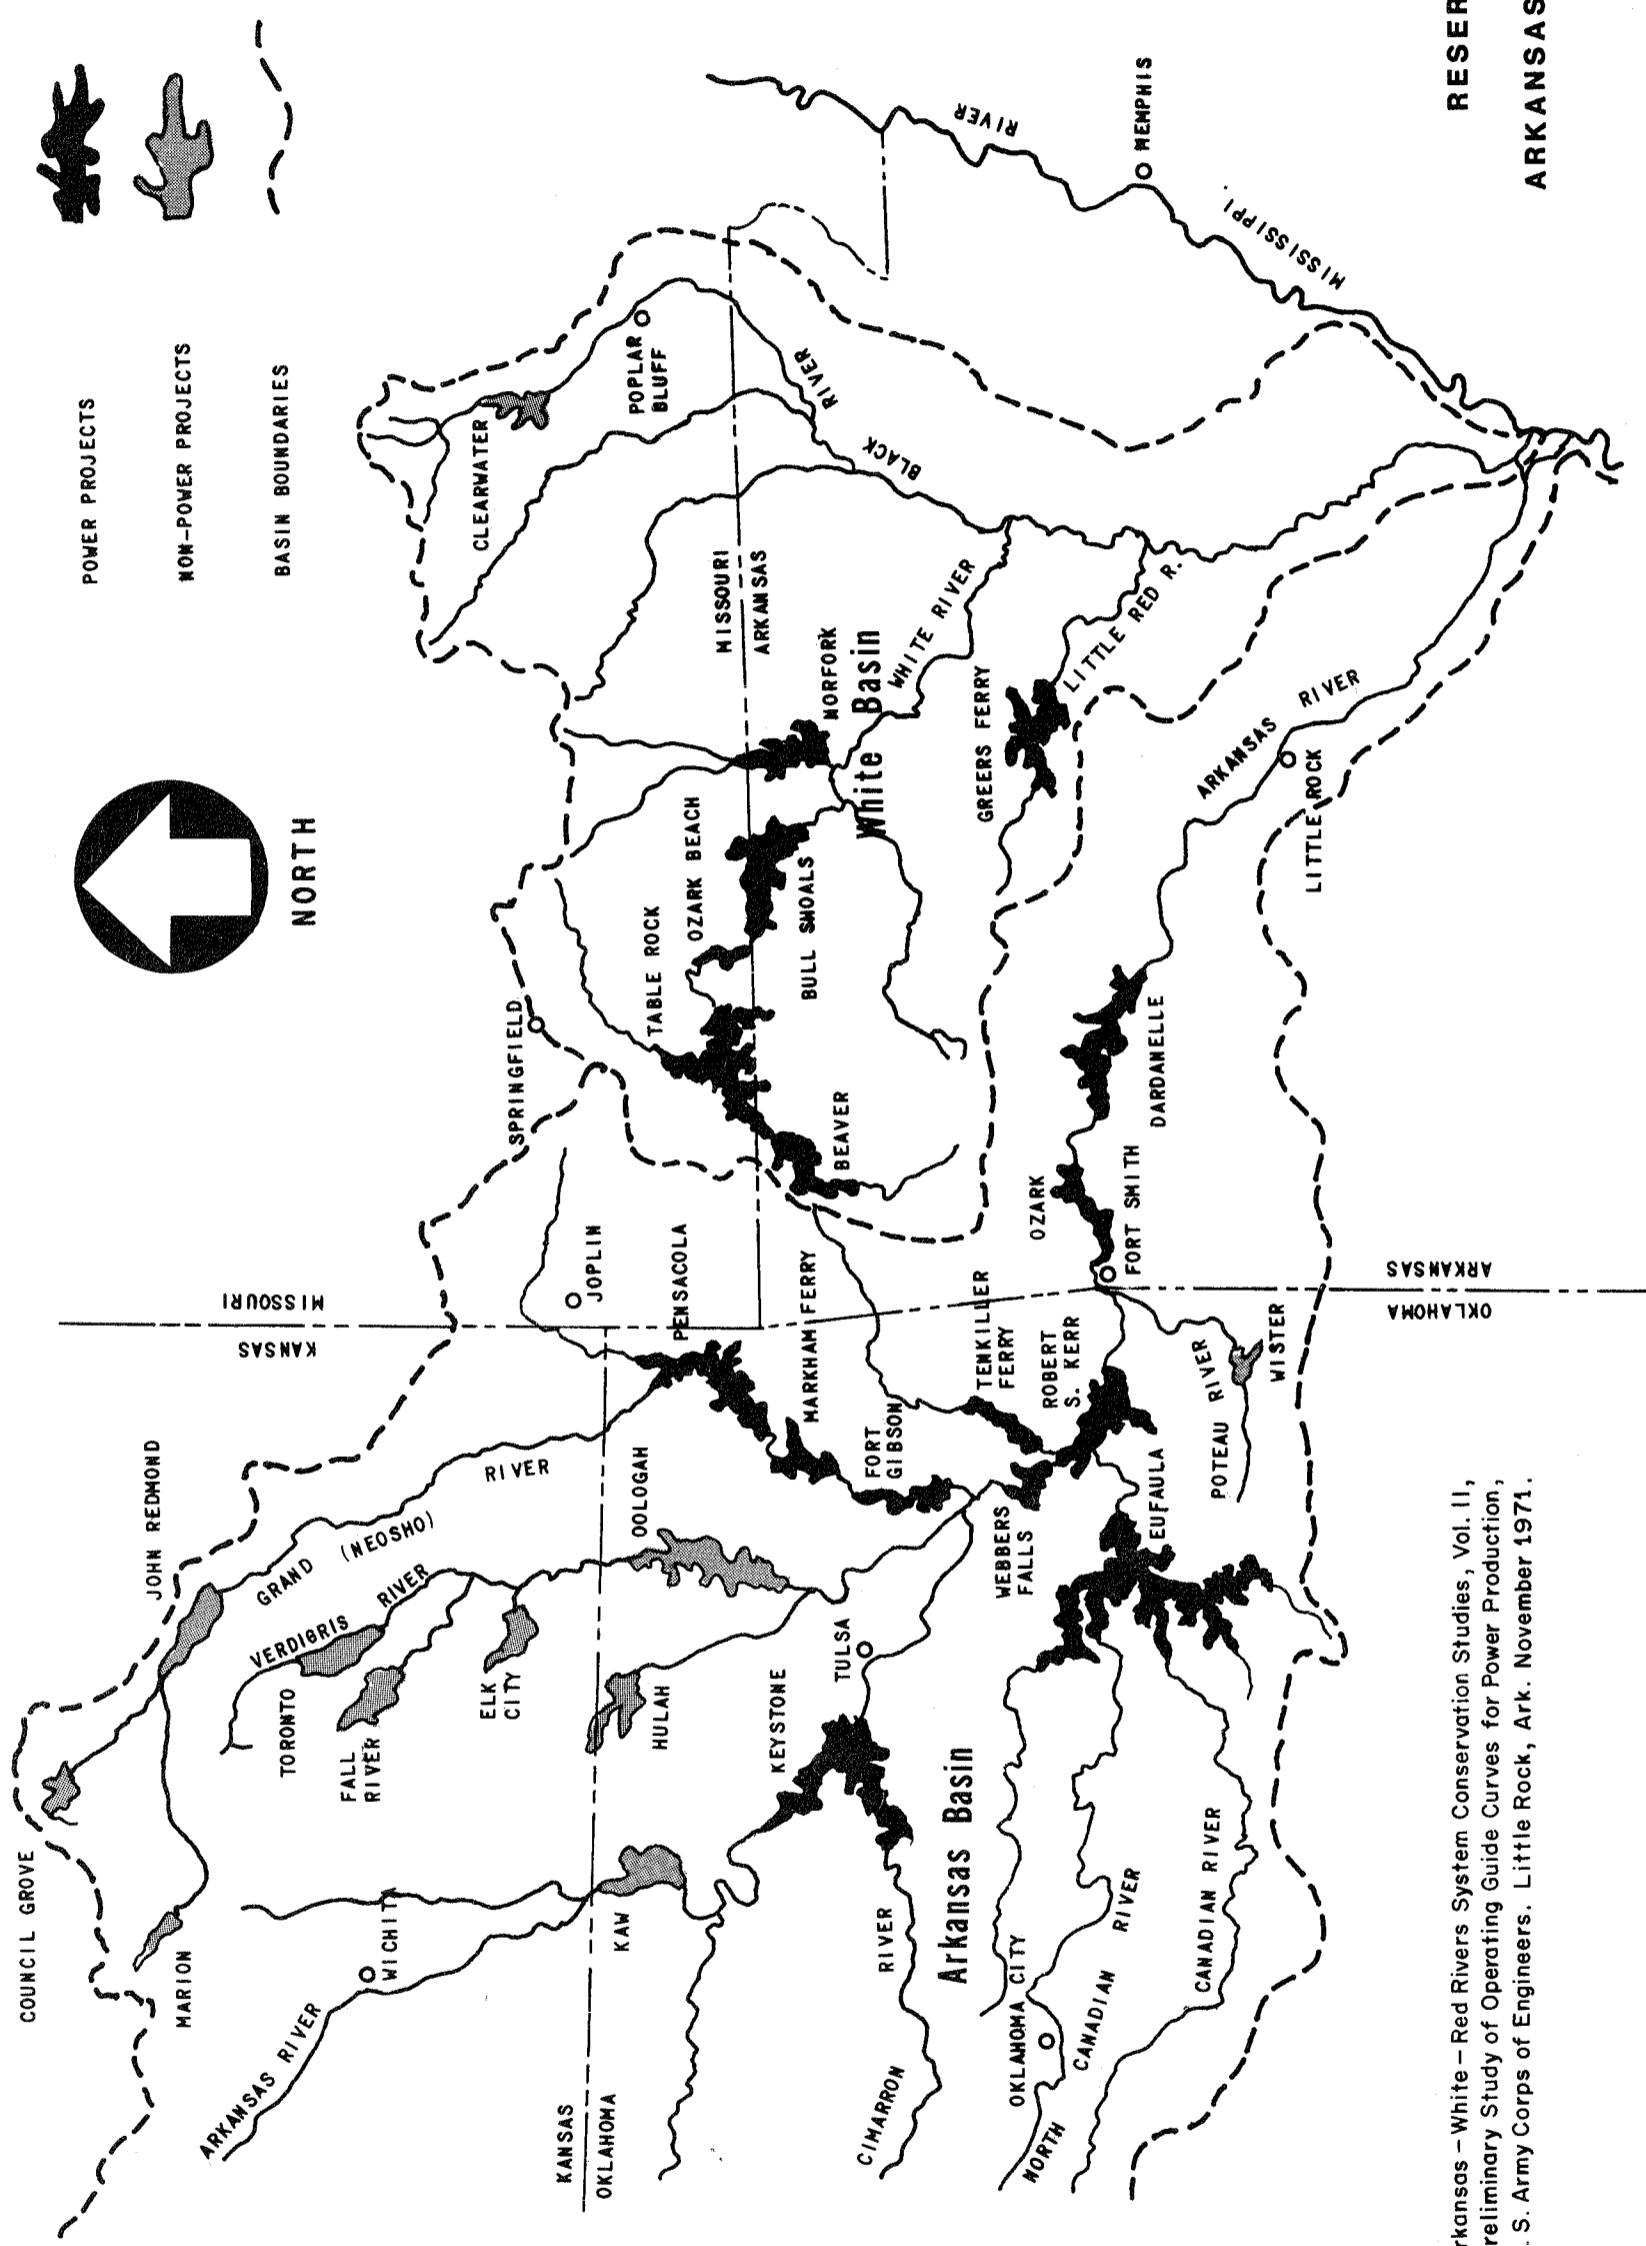 POWER PROJECTS
NON-POWER PROJECTS
BASIN BOUNDARIES
NORTH
COUNCIL GROVE
MARION
JOHN REDMOND
GRAND (NEOSHO)
RIVER
VERDIGRIS RIVER
TORONTO
FALL
RIVER
ELK
CITY
ARKANSAS RIVER
WICHITA
KANSAS
OKLAHOMA
KAW
HULAH
OOLOGAH
KANSAS
MISSOURI
JOPLIN
SPRINGFIELD
PENSACOLA
MARKHAM FERRY
FORT
GIBSON
KEYSTONE
TULSA
CIMARRON
RIVER
Arkansas Basin
WEBBERS
FALLS
TENKILLER
FERRY
ROBERT
S. KERR
EUFAULA
OKLAHOMA CITY
NORTH
CANADIAN
RIVER
CANADIAN RIVER
POTEAU RIVER
WISTER
OKLAHOMA
ARKANSAS
FORT SMITH
OZARK
DARDANELLE
BEAVER
TABLE ROCK
OZARK BEACH
BULL SHOALS
NORFORK
White Basin
WHITE RIVER
GREERS FERRY
LITTLE RED R.
MISSOURI
ARKANSAS
CLEARWATER
POPLAR
BLUFF
BLACK
RIVER
ARKANSAS
RIVER
LITTLE ROCK
MEMPHIS
MISSISSIPPI
RIVER
RESER
ARKANSAS
rkansas – White – Red Rivers System Conservation Studies, Vol. II,
reliminary Study of Operating Guide Curves for Power Production,
. S. Army Corps of Engineers. Little Rock, Ark. November 1971.